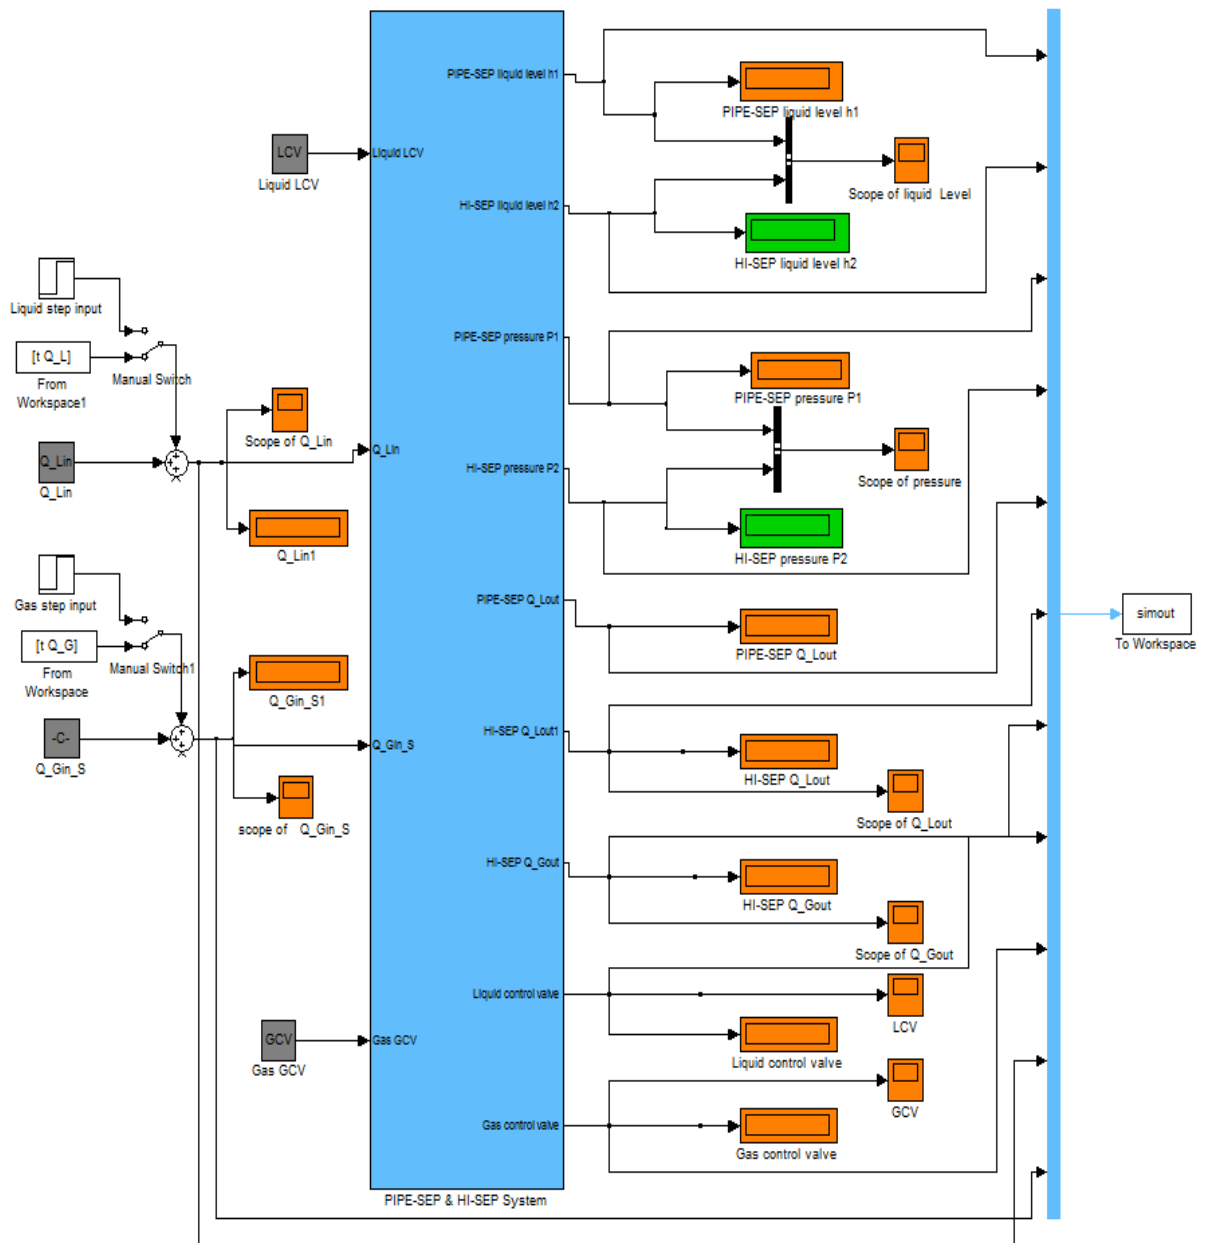 PIPE-SEP liquid level h1
PIPE-SEP liquid level h1
LCV
Liquid LCV
Liquid LCV
Scope of liquid Level
HI-SEP liquid level h2
HI-SEP liquid level h2
Liquid step input
[t Q_L]
From
Workspace1
Manual Switch
PIPE-SEP pressure P1
PIPE-SEP pressure P1
Scope of Q_Lin
Q_Lin
Q_Lin
Q_Lin
HI-SEP pressure P2
Scope of pressure
Q_Lin1
HI-SEP pressure P2
Gas step input
[t Q_G]
From
Workspace
Manual Switch1
PIPE-SEP Q_Lout
PIPE-SEP Q_Lout
simout
To Workspace
Q_Gin_S1
-C-
Q_Gin_S
Q_Gin_S
HI-SEP Q_Lout1
HI-SEP Q_Lout
scope of Q_Gin_S
Scope of Q_Lout
HI-SEP Q_Gout
HI-SEP Q_Gout
Scope of Q_Gout
Liquid control valve
LCV
Liquid control valve
GCV
Gas GCV
Gas GCV
GCV
Gas control valve
Gas control valve
PIPE-SEP & HI-SEP System